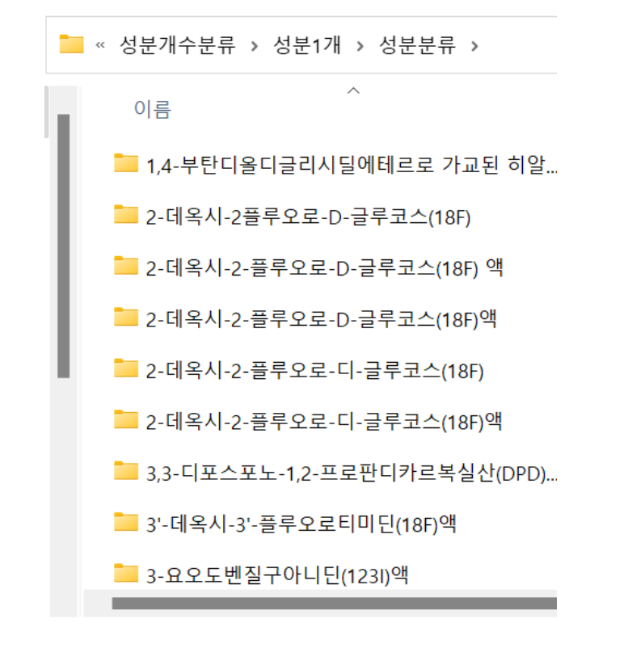 « 성분개수분류 > 성분1개 > 성분분류 >
이름
1,4-부탄디올디글리시딜에테르로 가교된 히알...
2-데옥시-2플루오로-D-글루코스(18F)
2-데옥시-2-플루오로-D-글루코스(18F) 액
2-데옥시-2-플루오로-D-글루코스(18F)액
2-데옥시-2-플루오로-디-글루코스(18F)
2-데옥시-2-플루오로-디-글루코스(18F)액
3,3-디포스포노-1,2-프로판디카르복실산(DPD)...
3'-데옥시-3'-플루오로티미딘(18F)액
3-요오도벤질구아니딘(123I)액